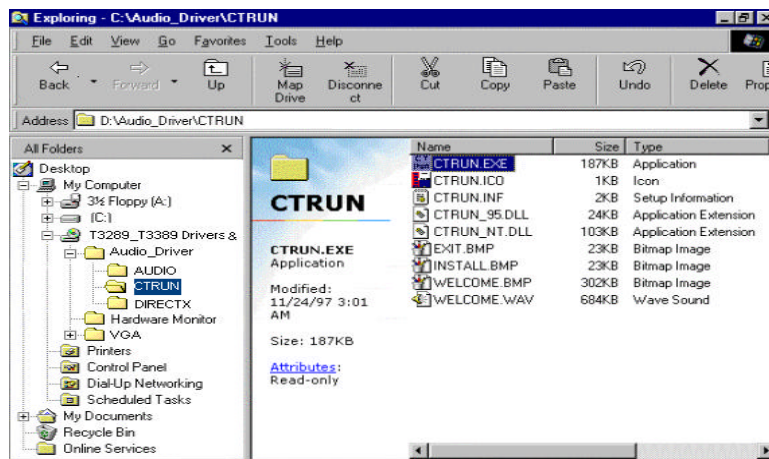 Exploring - C:\Audio_Driver\CTRUN
File Edit View Go Favorites Tools Help
Back Forward Up Map Drive Disconne ct Cut Copy Paste Undo Delete Prop
Address D:\Audio_Driver\CTRUN
All Folders
Desktop
My Computer
3½ Floppy (A:)
(C:)
T3289_T3389 Drivers &
Audio_Driver
AUDIO
CTRUN
DIRECTX
Hardware Monitor
VGA
Printers
Control Panel
Dial-Up Networking
Scheduled Tasks
My Documents
Recycle Bin
Online Services
CTRUN
CTRUN.EXE
Application
Modified:
11/24/97 3:01
AM
Size: 187KB
Attributes:
Read-only
Name Size Type
CTRUN.EXE 187KB Application
CTRUN.ICO 1KB Icon
CTRUN.INF 2KB Setup Information
CTRUN_95.DLL 24KB Application Extension
CTRUN_NT.DLL 103KB Application Extension
EXIT.BMP 23KB Bitmap Image
INSTALL.BMP 23KB Bitmap Image
WELCOME.BMP 302KB Bitmap Image
WELCOME.WAV 684KB Wave Sound